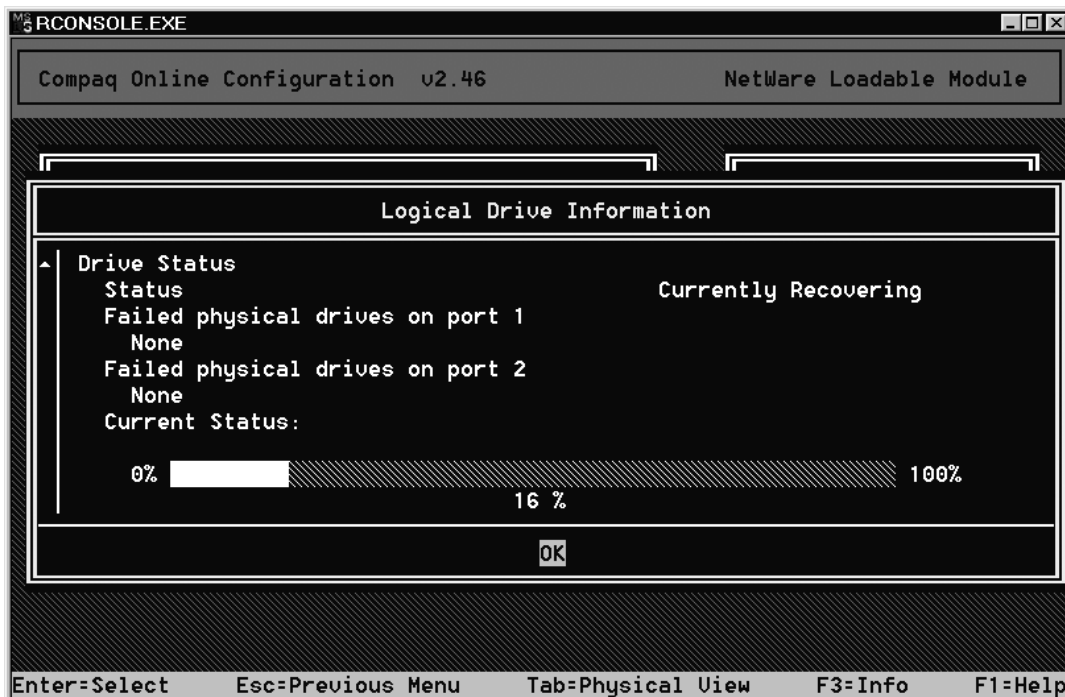 RCONSOLE.EXE
Compaq Online Configuration v2.46 NetWare Loadable Module
Logical Drive Information
Drive Status
Status Currently Recovering
Failed physical drives on port 1
None
Failed physical drives on port 2
None
Current Status:
0% 100%
16 %
OK
Enter=Select Esc=Previous Menu Tab=Physical View F3=Info F1=Help